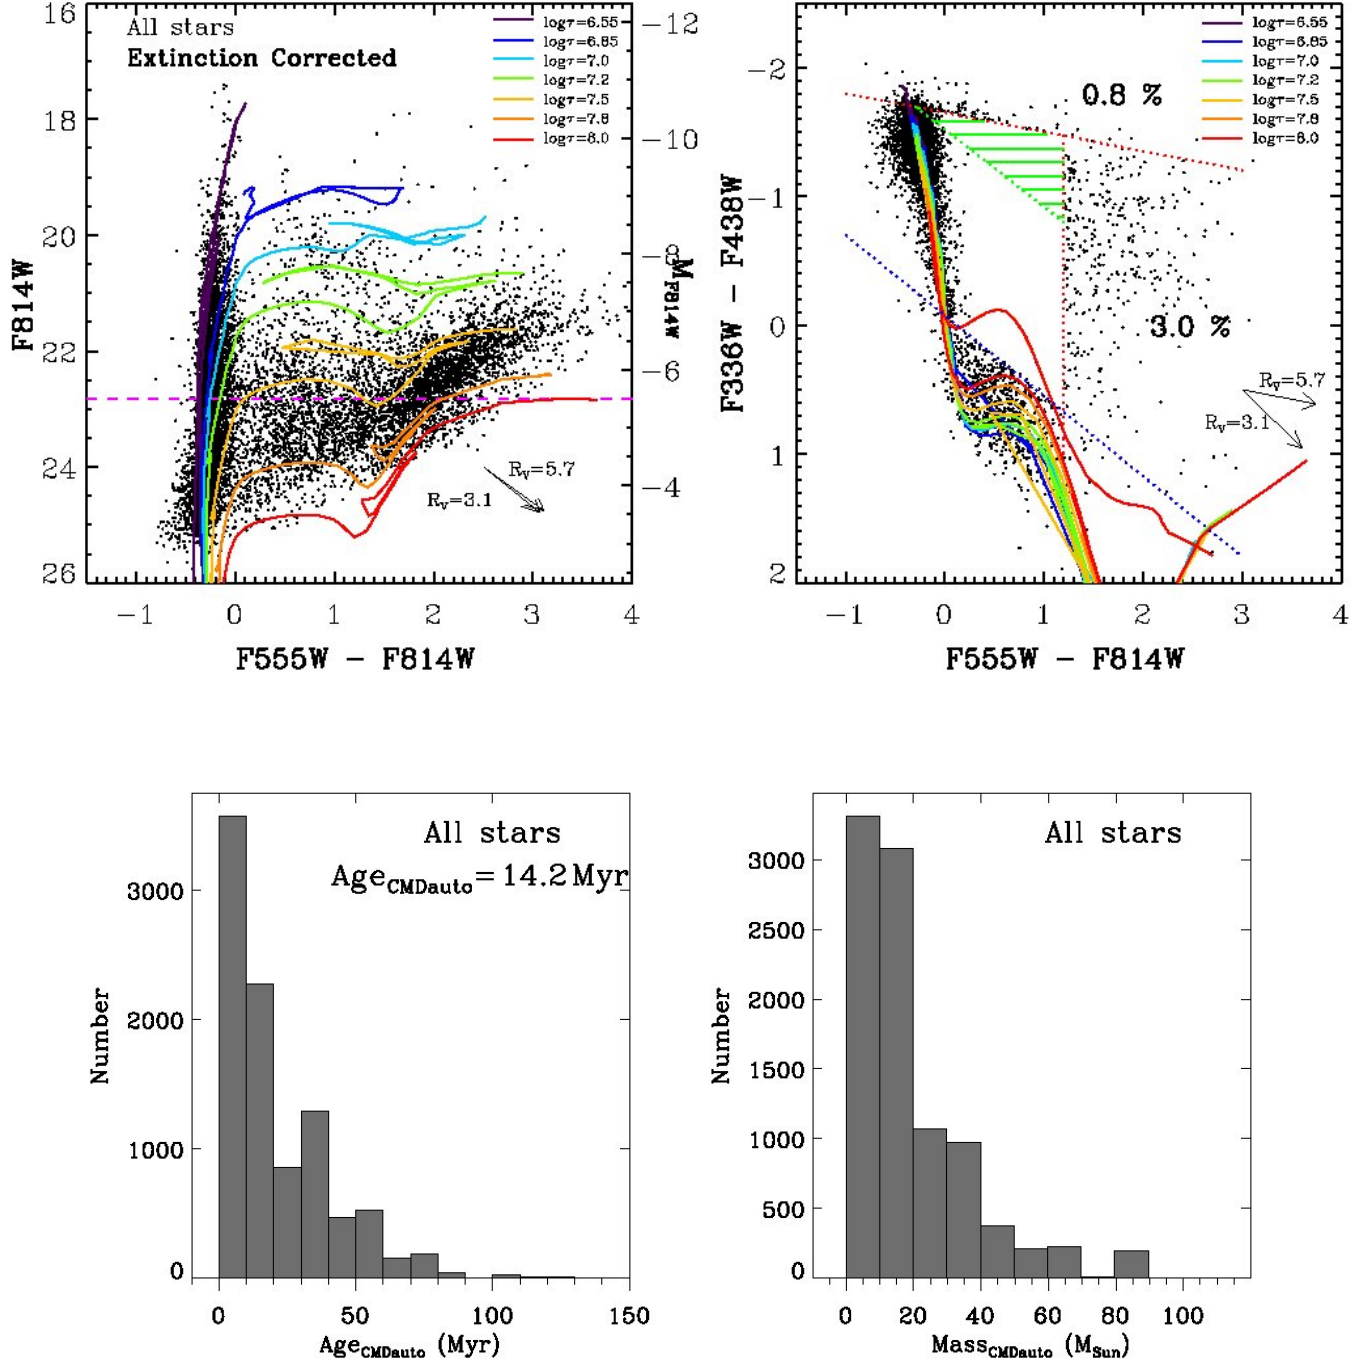 All stars
Extinction Corrected
logτ=6.55
logτ=6.85
logτ=7.0
logτ=7.2
logτ=7.5
logτ=7.8
logτ=8.0
16
18
20
22
24
26
F814W
−12
−10
−8
−6
−4
M_F814W
R_V=5.7
R_V=3.1
−1 0 1 2 3 4
F555W − F814W
logτ=6.55
logτ=6.85
logτ=7.0
logτ=7.2
logτ=7.5
logτ=7.8
logτ=8.0
0.8 %
3.0 %
−2
−1
0
1
2
F336W − F438W
R_V=5.7
R_V=3.1
−1 0 1 2 3 4
F555W − F814W
All stars
Age_CMDauto=14.2 Myr
3000
2000
1000
0
Number
0 50 100 150
Age_CMDauto (Myr)
All stars
3000
2500
2000
1500
1000
500
0
Number
0 20 40 60 80 100
Mass_CMDauto (M_Sun)